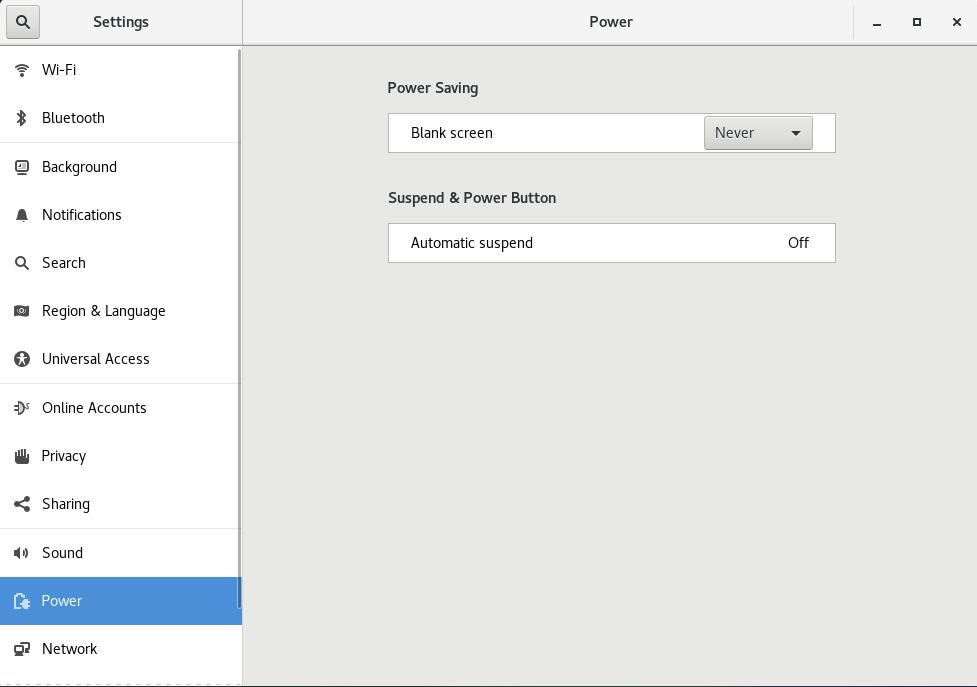 Settings
Power
Wi-Fi
Bluetooth
Background
Notifications
Search
Region & Language
Universal Access
Online Accounts
Privacy
Sharing
Sound
Power
Network
Power Saving
Blank screen
Never
Suspend & Power Button
Automatic suspend
Off